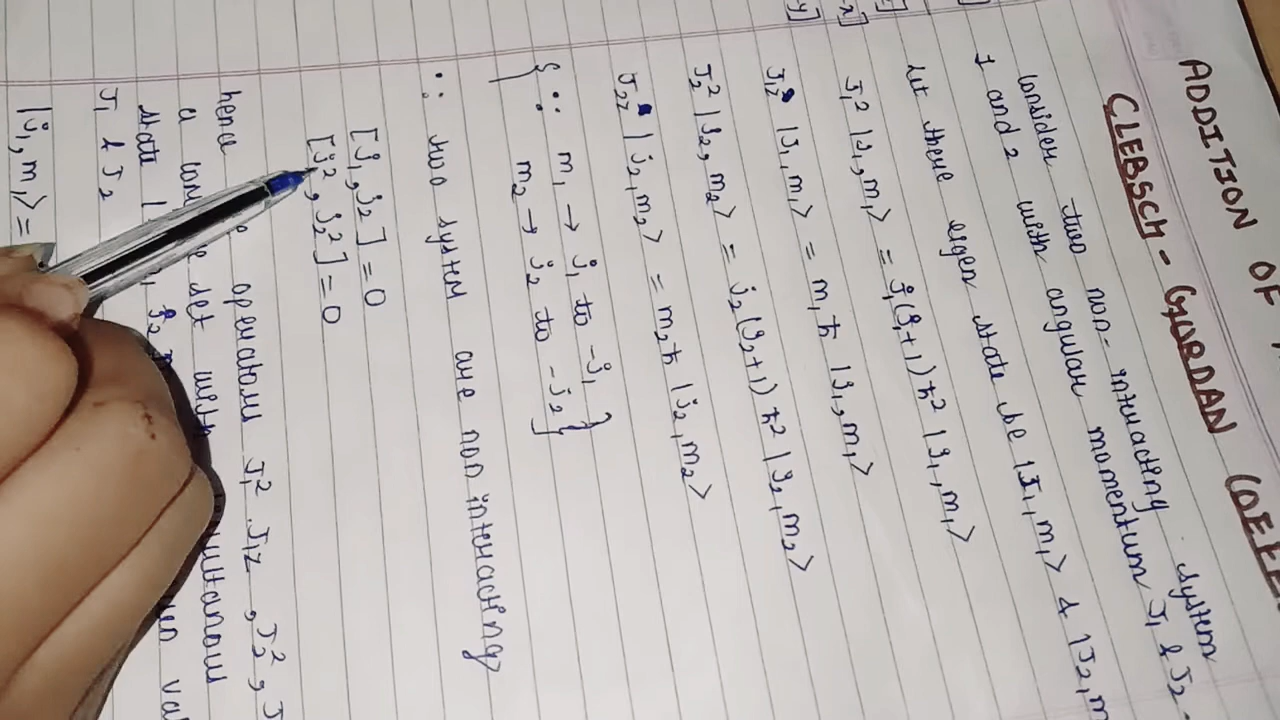 ADDITION OF
CLEBSCH - GORDAN COEFF
Consider two non-interacting system
1 and 2 with angular momentum J₁ & J₂ -
Let there eigen state be |J₁, m₁> & |J₂, m
J₁² |J₁, m₁> = j₁(j₁+1) ħ² |J₁, m₁>
J₁z |J₁, m₁> = m₁ ħ |J₁, m₁>
J₂² |J₂, m₂> = j₂(j₂+1) ħ² |J₂, m₂>
J₂z |j₂, m₂> = m₂ ħ |j₂, m₂>
{ ∵ m₁ → j₁ to -j₁ }
m₂ → j₂ to -j₂ }
∵ two system are non interacting
[J₁, J₂] = 0
[J₁², J₂²] = 0
hence operators J₁² J₁z, J₂², J
a set with
state
J₁ & J₂
|j₁, m₁> =